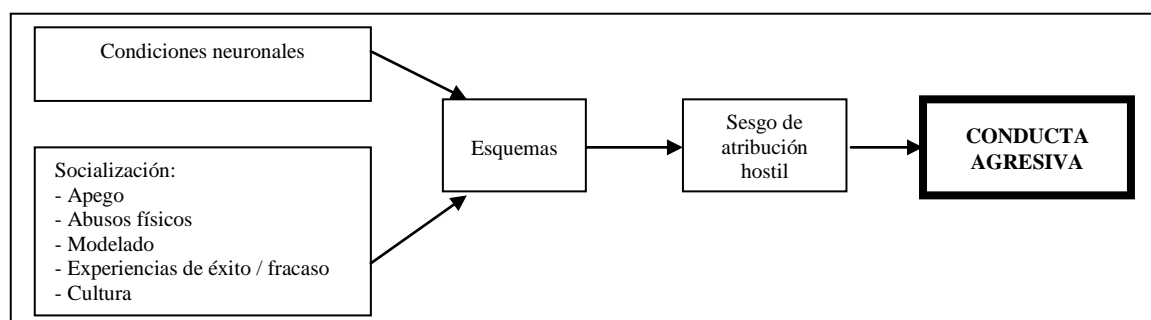 Condiciones neuronales
Socialización:
- Apego
- Abusos físicos
- Modelado
- Experiencias de éxito / fracaso
- Cultura
Esquemas
Sesgo de
atribución
hostil
CONDUCTA
AGRESIVA